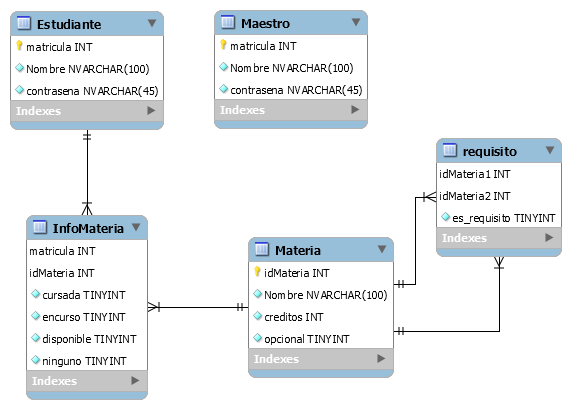 Estudiante
matricula INT
Nombre NVARCHAR(100)
contrasena NVARCHAR(45)
Indexes
Maestro
matricula INT
Nombre NVARCHAR(100)
contrasena NVARCHAR(45)
Indexes
requisito
idMateria1 INT
idMateria2 INT
es_requisito TINYINT
Indexes
InfoMateria
matricula INT
idMateria INT
cursada TINYINT
encurso TINYINT
disponible TINYINT
ninguno TINYINT
Indexes
Materia
idMateria INT
Nombre NVARCHAR(100)
creditos INT
opcional TINYINT
Indexes